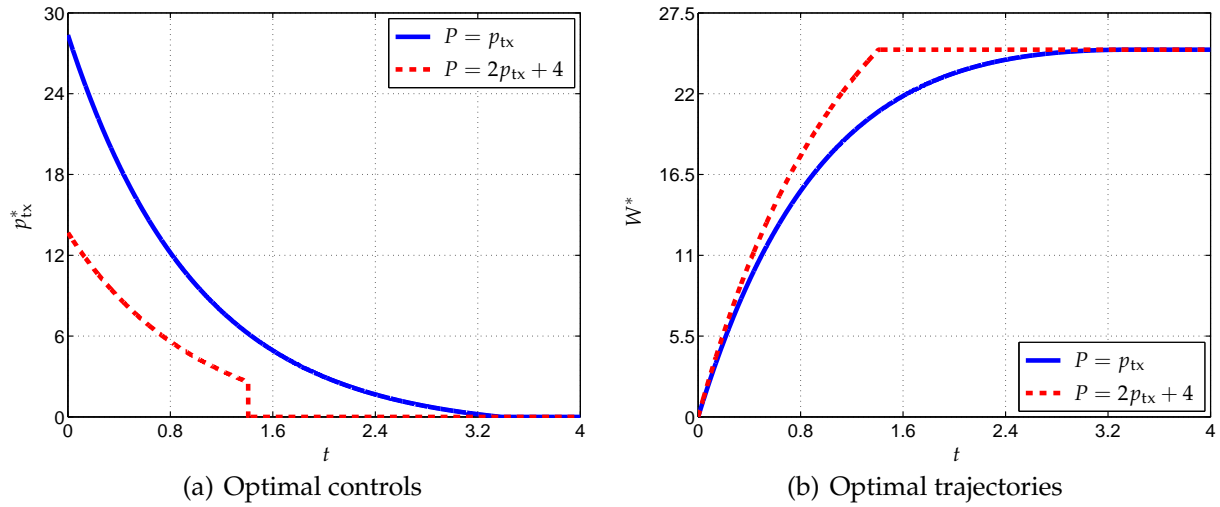 30
24
18
12
6
0
p*tx
0 0.8 1.6 2.4 3.2 4
t
P = ptx
P = 2ptx + 4
(a) Optimal controls
27.5
22
16.5
11
5.5
0
W*
0 0.8 1.6 2.4 3.2 4
t
P = ptx
P = 2ptx + 4
(b) Optimal trajectories